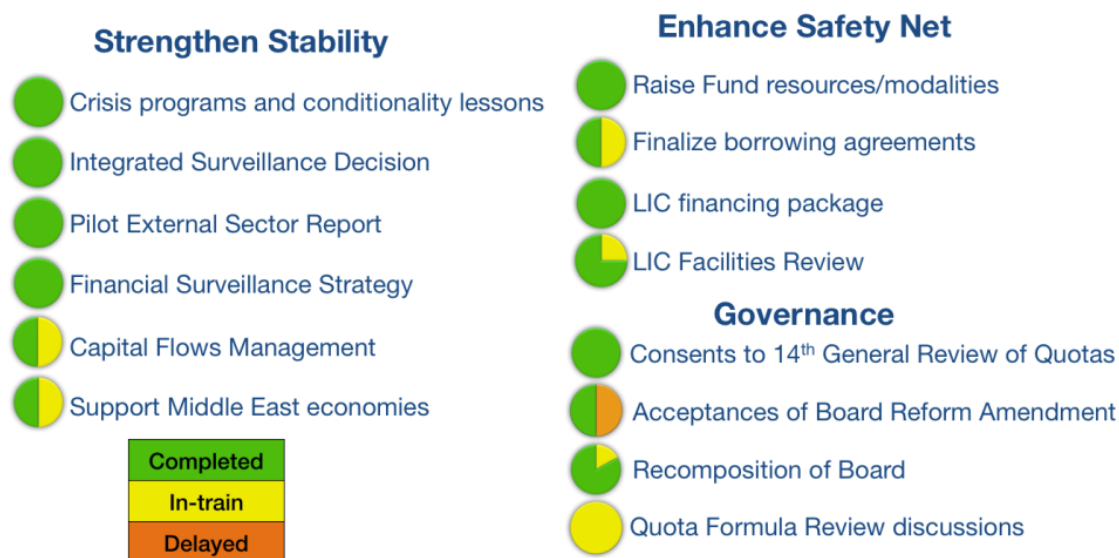 Strengthen Stability
Crisis programs and conditionality lessons
Integrated Surveillance Decision
Pilot External Sector Report
Financial Surveillance Strategy
Capital Flows Management
Support Middle East economies
Completed
In-train
Delayed
Enhance Safety Net
Raise Fund resources/modalities
Finalize borrowing agreements
LIC financing package
LIC Facilities Review
Governance
Consents to 14th General Review of Quotas
Acceptances of Board Reform Amendment
Recomposition of Board
Quota Formula Review discussions